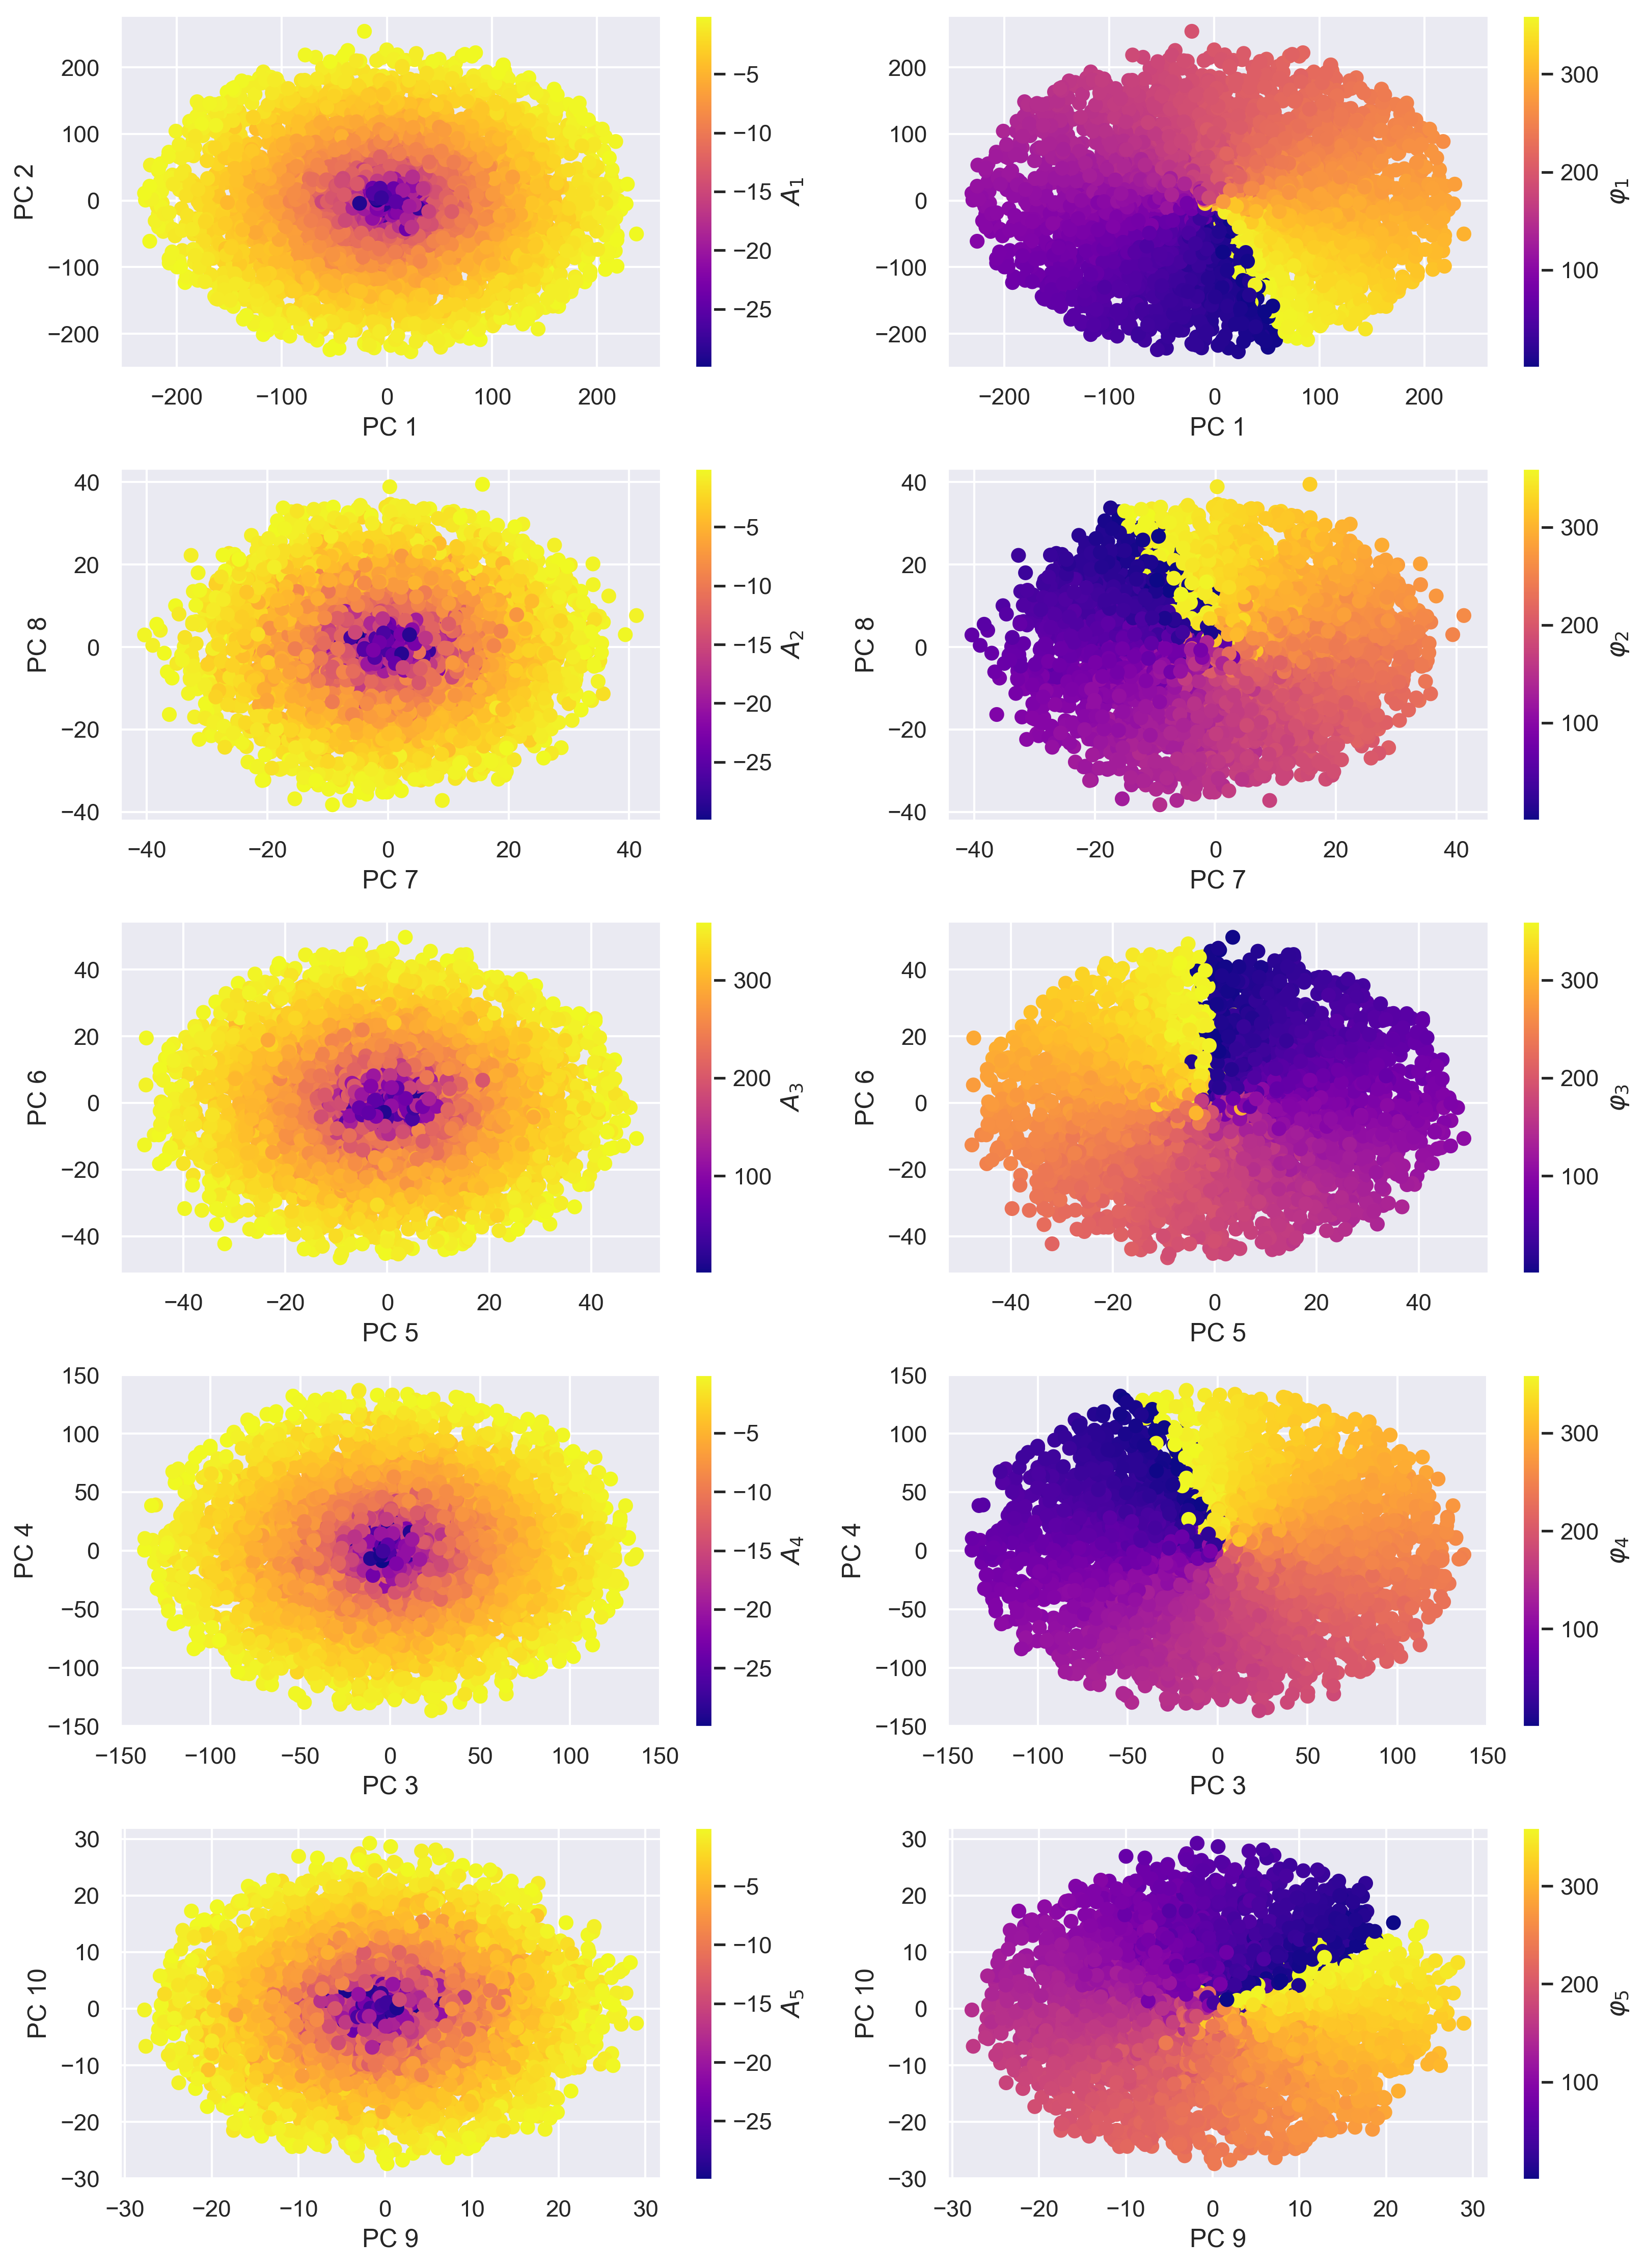 200 100 0 −100 −200
PC 2
−200 −100 0 100 200
PC 1
−5 −10 −15 −20 −25
A1
200 100 0 −100 −200
−200 −100 0 100 200
PC 1
300 200 100
φ1
40 20 0 −20 −40
PC 8
−40 −20 0 20 40
PC 7
−5 −10 −15 −20 −25
A2
40 20 0 −20 −40
PC 8
−40 −20 0 20 40
PC 7
300 200 100
φ2
40 20 0 −20 −40
PC 6
−40 −20 0 20 40
PC 5
300 200 100
A3
40 20 0 −20 −40
PC 6
−40 −20 0 20 40
PC 5
300 200 100
φ3
150 100 50 0 −50 −100 −150
PC 4
−150 −100 −50 0 50 100 150
PC 3
−5 −10 −15 −20 −25
A4
150 100 50 0 −50 −100 −150
PC 4
−150 −100 −50 0 50 100 150
PC 3
300 200 100
φ4
30 20 10 0 −10 −20 −30
PC 10
−30 −20 −10 0 10 20 30
PC 9
−5 −10 −15 −20 −25
A5
30 20 10 0 −10 −20 −30
PC 10
−30 −20 −10 0 10 20 30
PC 9
300 200 100
φ5